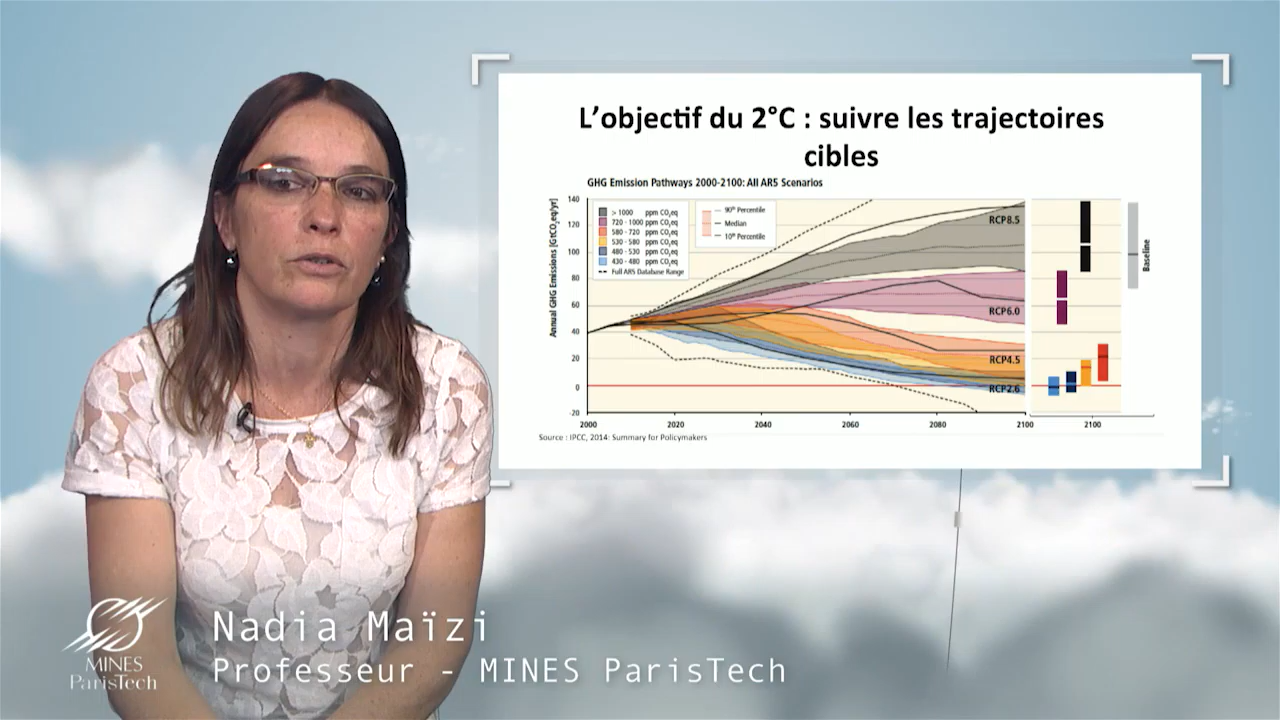 L'objectif du 2°C : suivre les trajectoires
cibles
GHG Emission Pathways 2000-2100: All AR5 Scenarios
Annual GHG Emissions [GtCO₂eq/yr]
140
120
100
80
60
40
20
0
-20
> 1000 ppm CO₂eq
720 - 1000 ppm CO₂eq
580 - 720 ppm CO₂eq
530 - 580 ppm CO₂eq
480 - 530 ppm CO₂eq
430 - 480 ppm CO₂eq
Full AR5 Database Range
90th Percentile
Median
10th Percentile
RCP8.5
RCP6.0
RCP4.5
RCP2.6
Baseline
2000 2020 2040 2060 2080 2100 2100
Source : IPCC, 2014: Summary for Policymakers
Nadia Maïzi
Professeur - MINES ParisTech
MINES
ParisTech